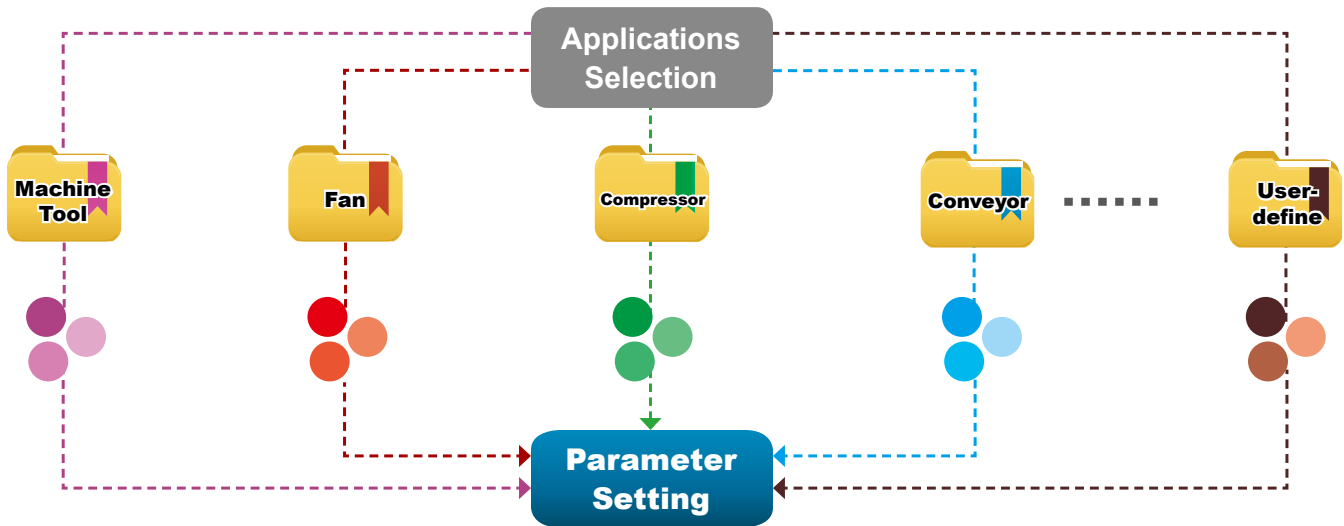 Applications
Selection
Machine
Tool
Fan
Compressor
Conveyor
User-
define
Parameter
Setting